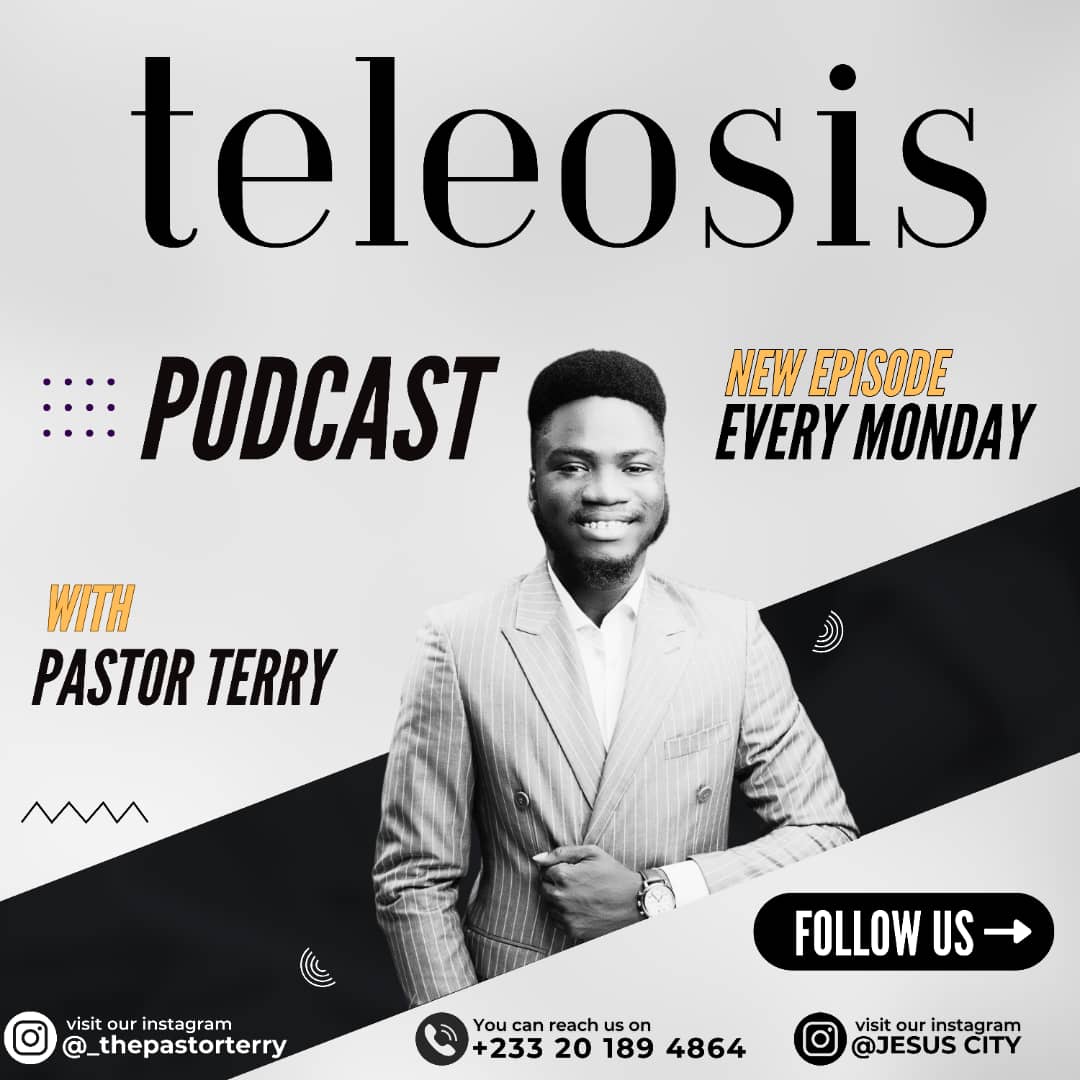 teleosis
PODCAST
NEW EPISODE
EVERY MONDAY
WITH
PASTOR TERRY
FOLLOW US
visit our instagram
@_thepastorterry
You can reach us on
+233 20 189 4864
visit our instagram
@JESUS CITY